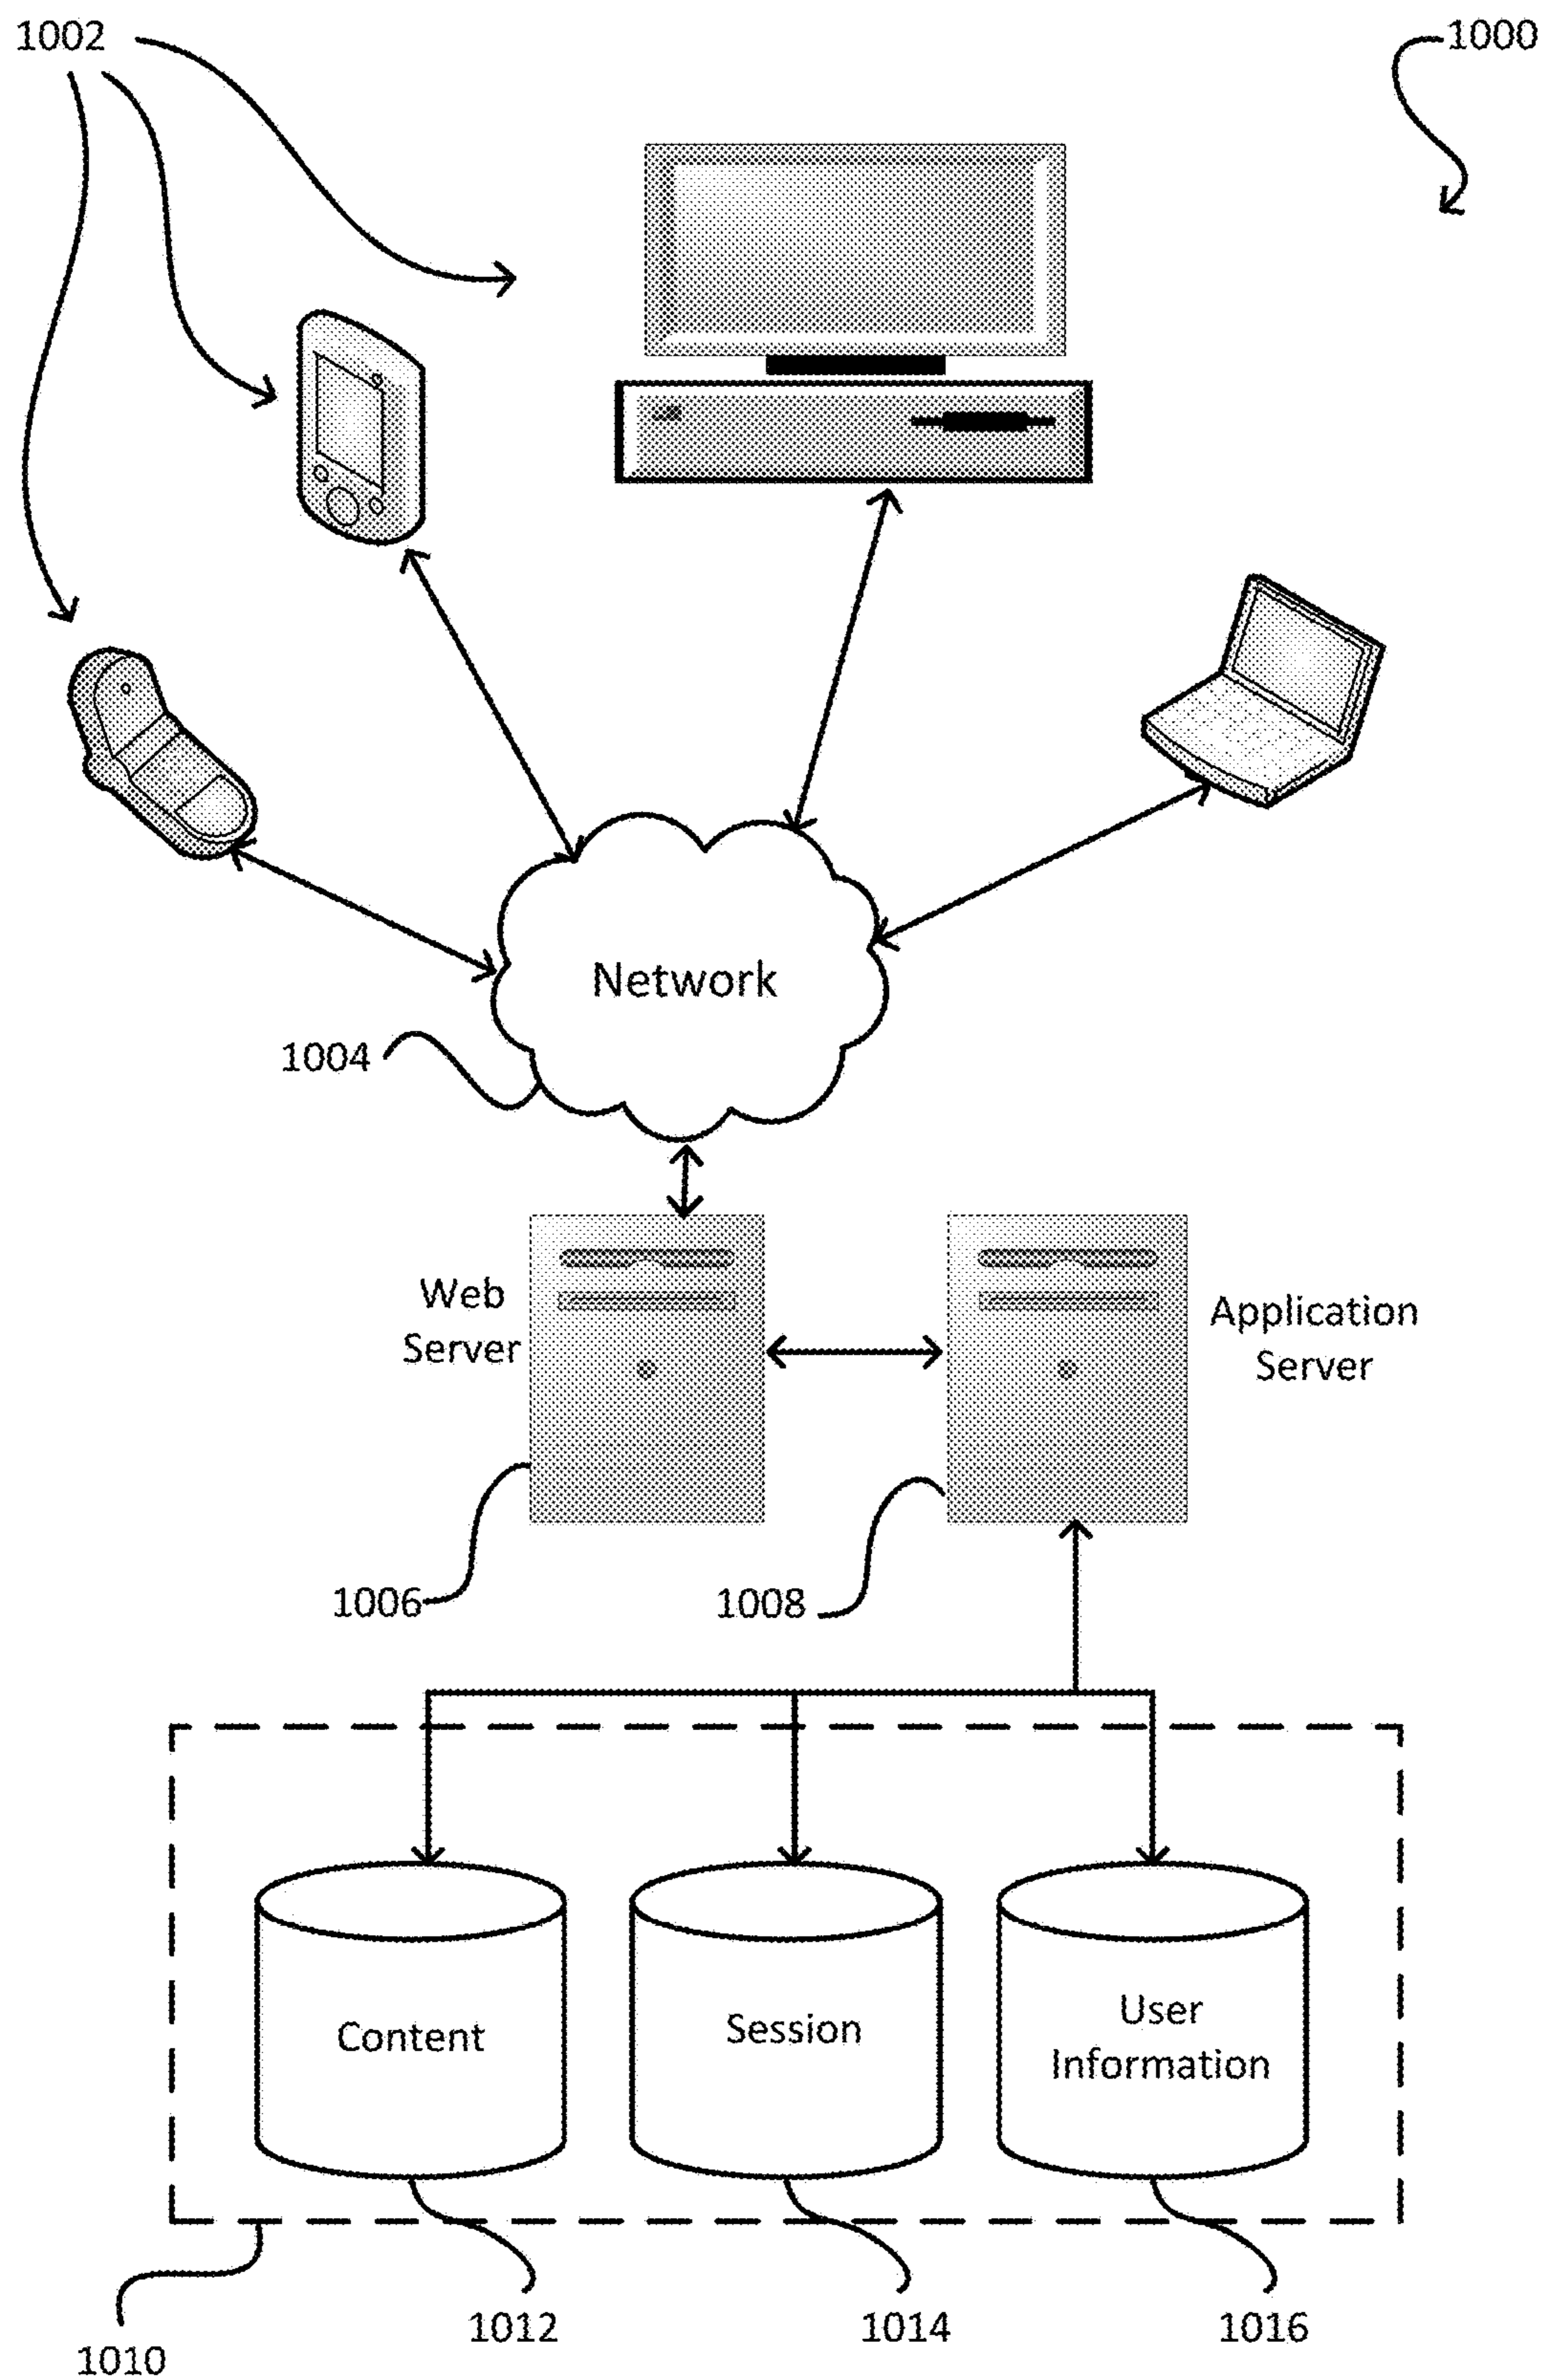 1002
1000
Network
1004
Web
Server
Application
Server
1006
1008
Content
Session
User
Information
1012
1014
1016
1010